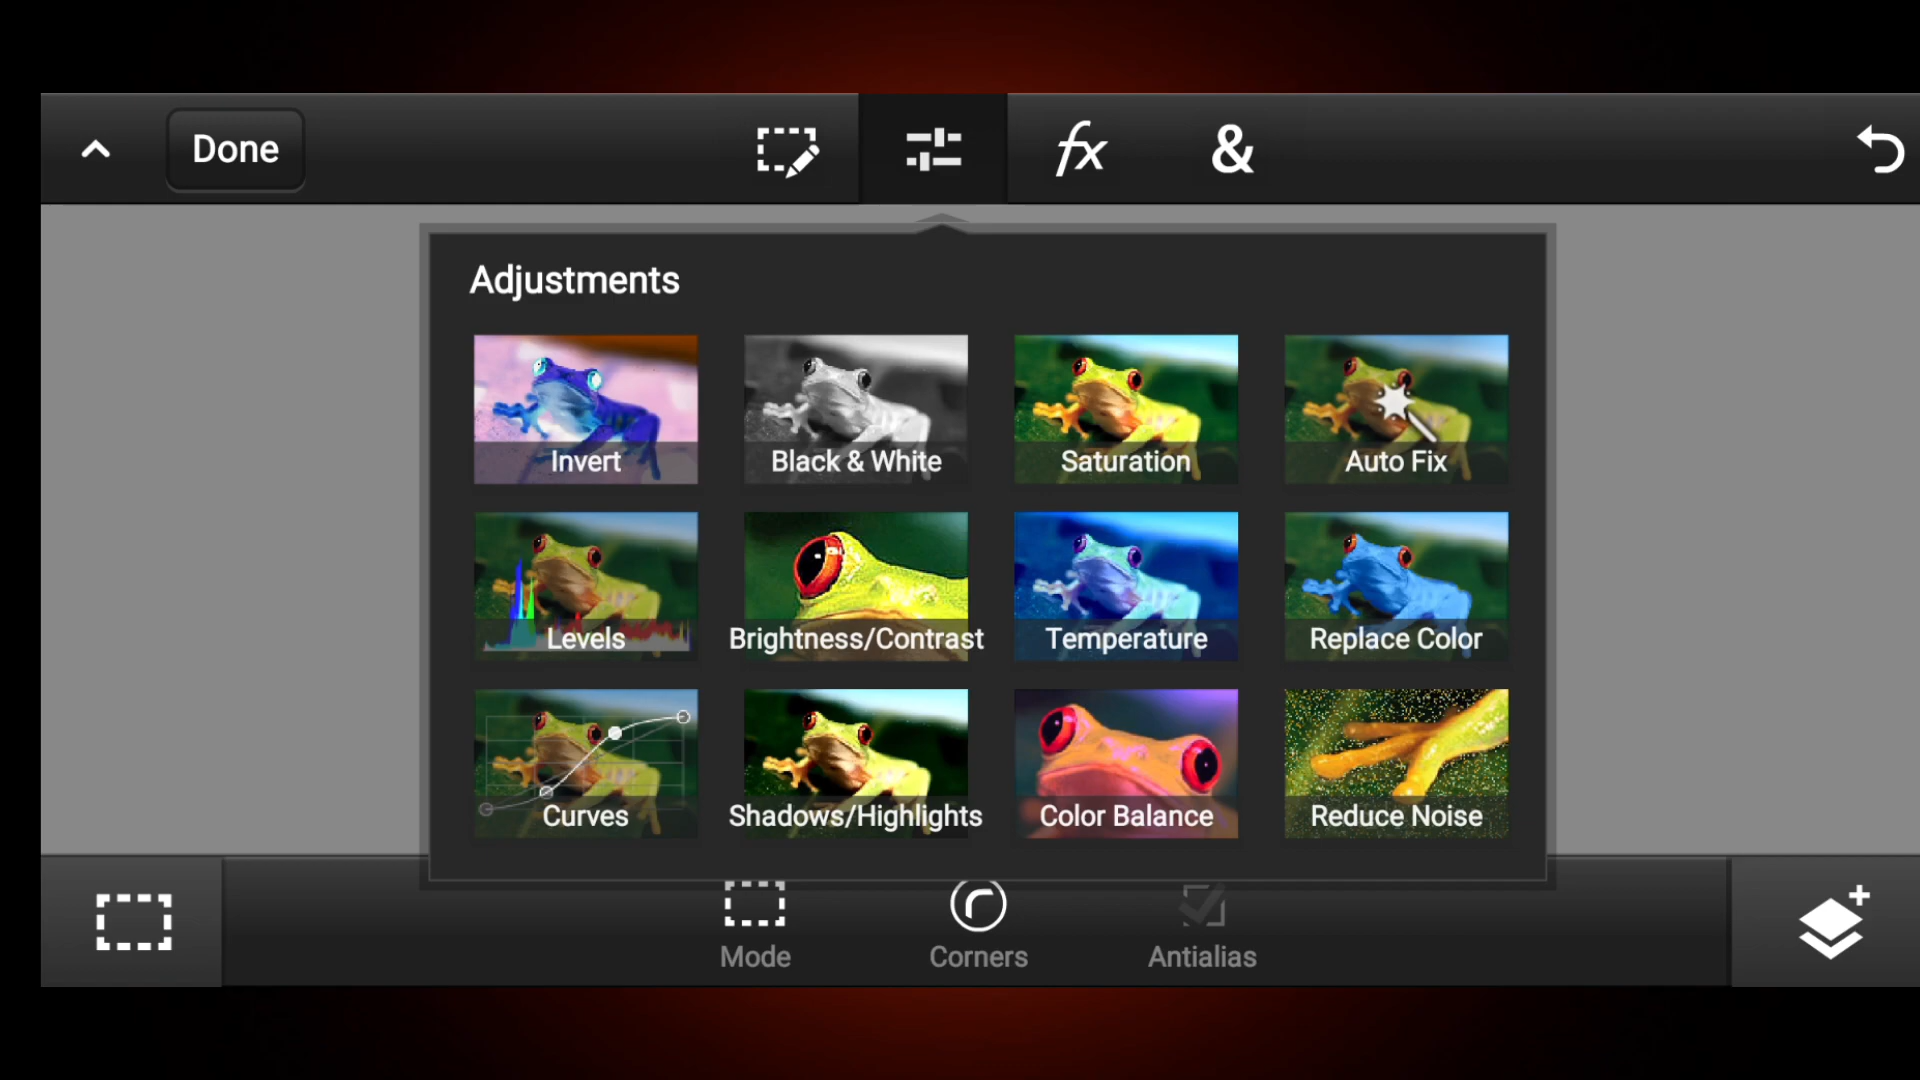 Done
fx
&
Adjustments
Invert
Black & White
Saturation
Auto Fix
Levels
Brightness/Contrast
Temperature
Replace Color
Curves
Shadows/Highlights
Color Balance
Reduce Noise
Mode
Corners
Antialias